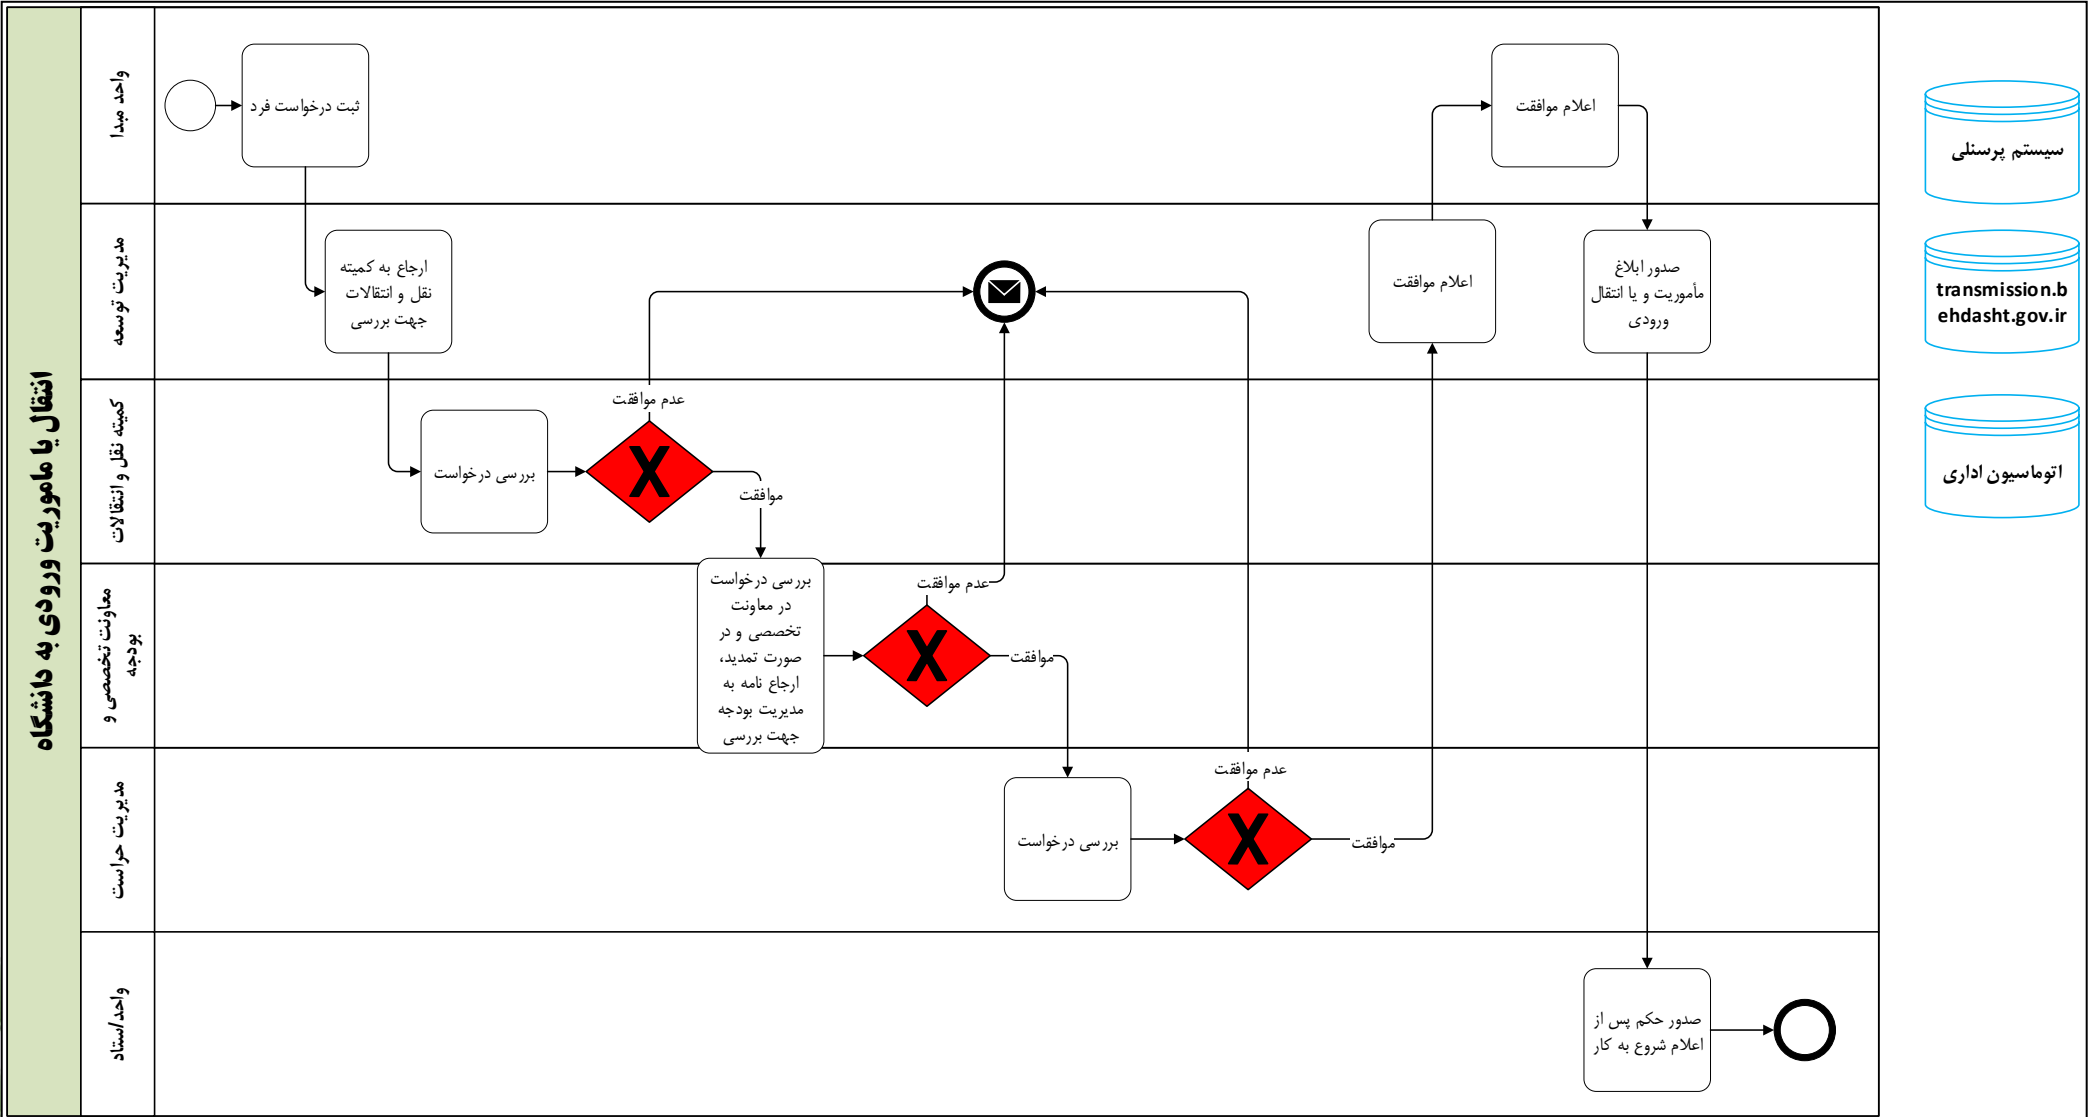 انتقال یا ماموریت ورودی به دانشگاه
واحد مبدا
ثبت درخواست فرد
اعلام موافقت
مدیریت توسعه
ارجاع به کمیته
نقل و انتقالات
جهت بررسی
اعلام موافقت
صدور ابلاغ
مأموریت و یا انتقال
ورودی
کمیته نقل و انتقالات
بررسی درخواست
عدم موافقت
X
موافقت
معاونت تخصصی و
بودجه
بررسی درخواست
در معاونت
تخصصی و در
صورت تمدید،
ارجاع نامه به
مدیریت بودجه
جهت بررسی
عدم موافقت
X
موافقت
مدیریت حراست
بررسی درخواست
عدم موافقت
X
موافقت
واحد/ستاد
صدور حکم پس از
اعلام شروع به کار
سیستم پرسنلی
transmission.b
ehdasht.gov.ir
اتوماسیون اداری